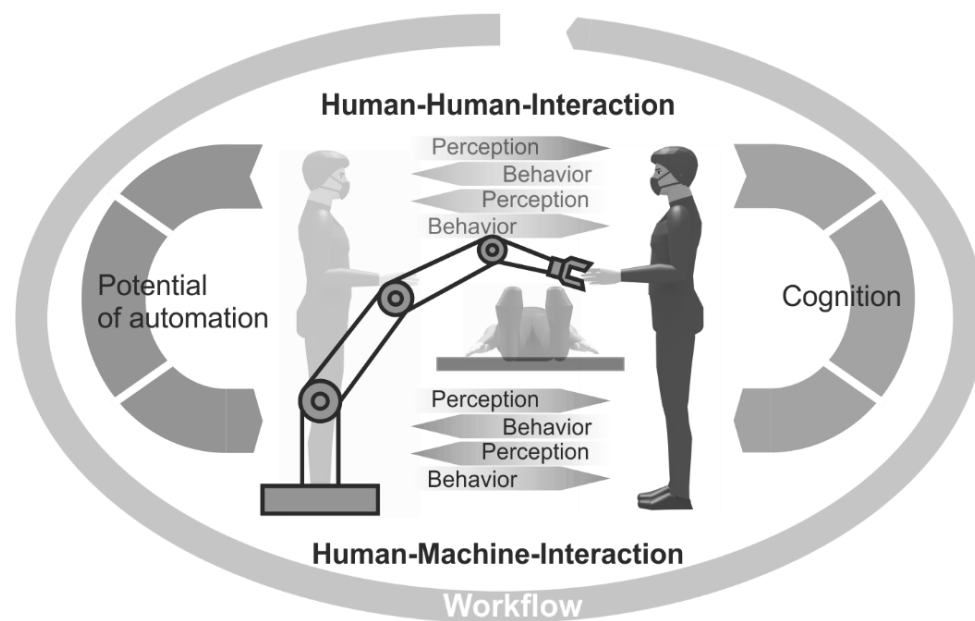 Human-Human-Interaction
Perception
Behavior
Perception
Behavior
Potential
of automation
Cognition
Perception
Behavior
Perception
Behavior
Human-Machine-Interaction
Workflow